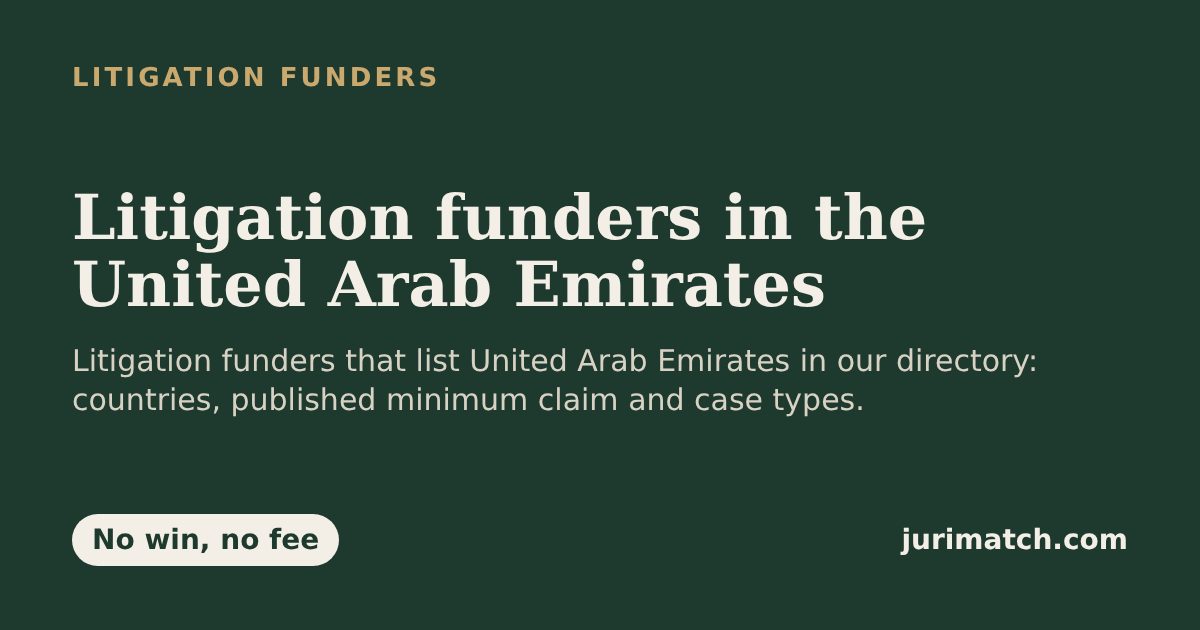 LITIGATION FUNDERS
Litigation funders in the
United Arab Emirates
Litigation funders that list United Arab Emirates in our directory:
countries, published minimum claim and case types.
No win, no fee
jurimatch.com